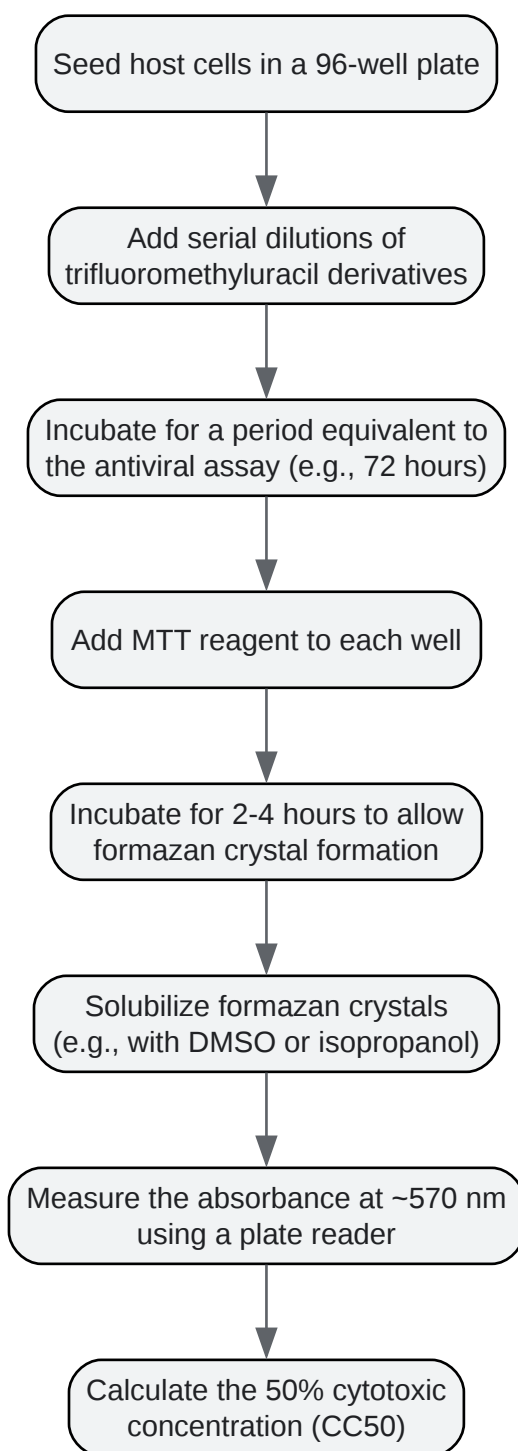 Seed host cells in a 96-well plate
Add serial dilutions of
trifluoromethyluracil derivatives
Incubate for a period equivalent to
the antiviral assay (e.g., 72 hours)
Add MTT reagent to each well
Incubate for 2-4 hours to allow
formazan crystal formation
Solubilize formazan crystals
(e.g., with DMSO or isopropanol)
Measure the absorbance at ~570 nm
using a plate reader
Calculate the 50% cytotoxic
concentration (CC50)